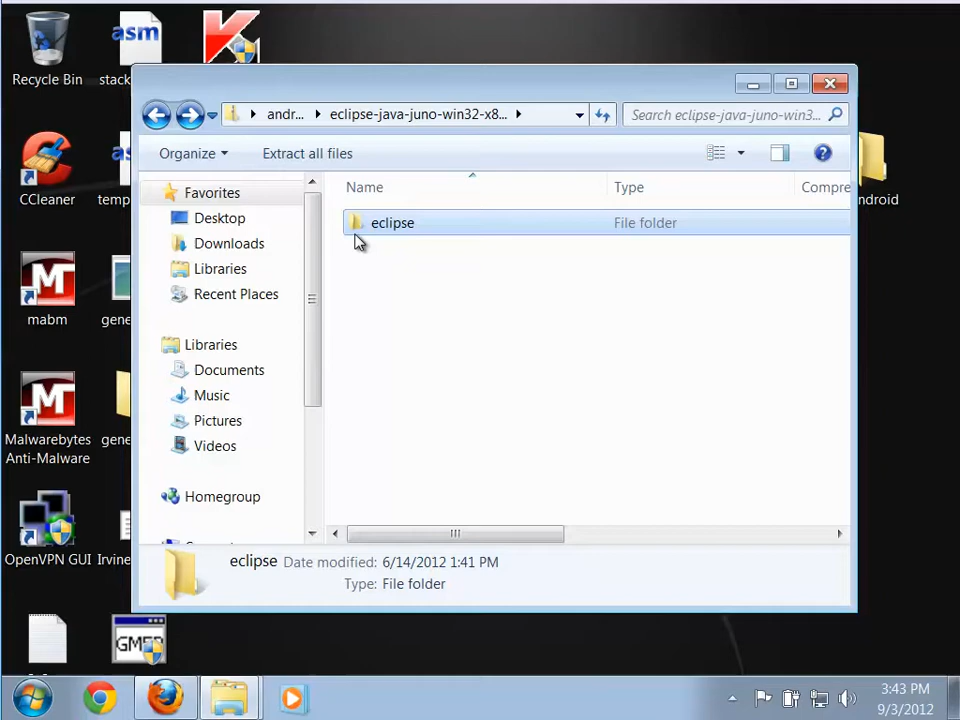 Recycle Bin
asm
stack
CCleaner
temp
mabm
gene
Malwarebytes
Anti-Malware
gene
OpenVPN GUI
Irvine
GMER
ndroid
andr...
eclipse-java-juno-win32-x8...
Search eclipse-java-juno-win3...
Organize
Extract all files
Favorites
Desktop
Downloads
Libraries
Recent Places
Libraries
Documents
Music
Pictures
Videos
Homegroup
Name
Type
Compre
eclipse
File folder
eclipse
Date modified: 6/14/2012 1:41 PM
Type: File folder
3:43 PM
9/3/2012